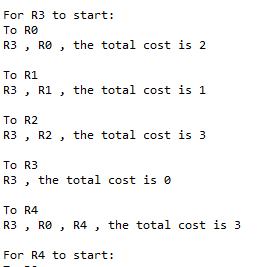 For R3 to start:
To R0
R3 , R0 , the total cost is 2
To R1
R3 , R1 , the total cost is 1
To R2
R3 , R2 , the total cost is 3
To R3
R3 , the total cost is 0
To R4
R3 , R0 , R4 , the total cost is 3
For R4 to start: